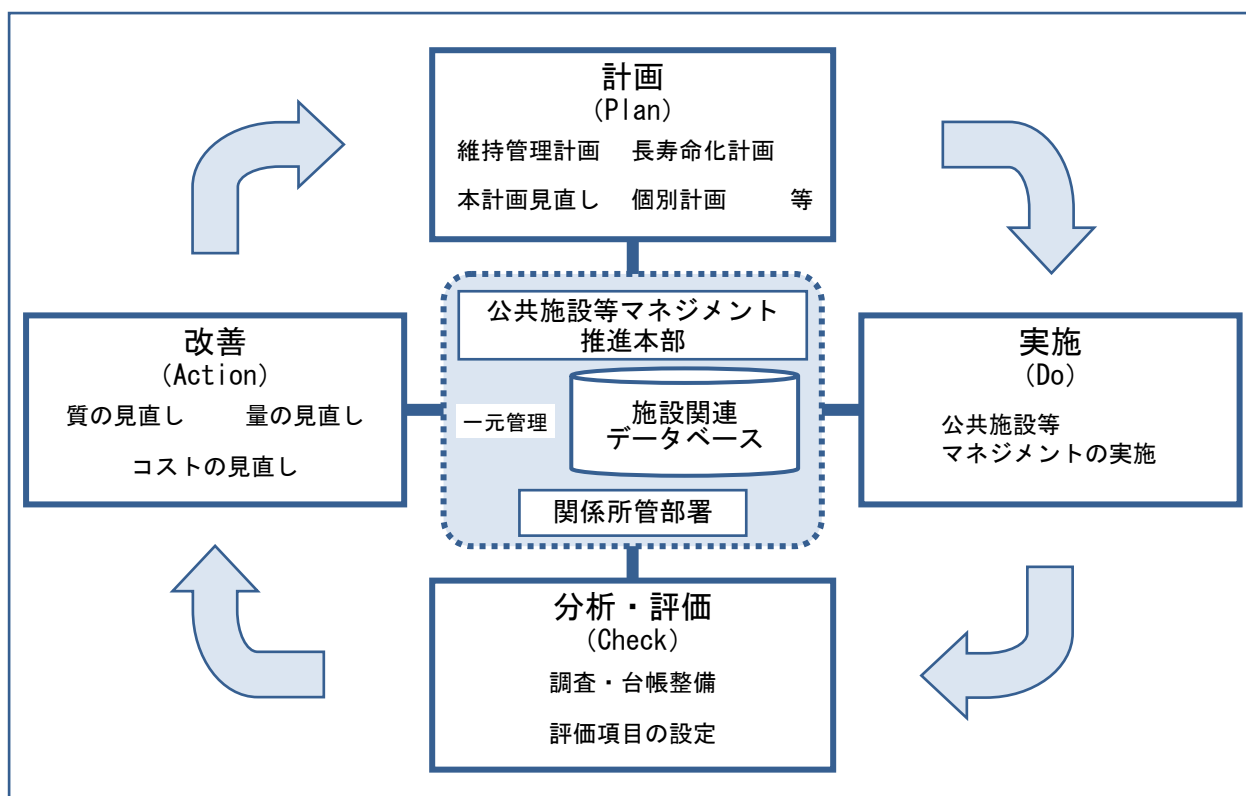 計画
(Plan)
維持管理計画 長寿命化計画
本計画見直し 個別計画 等
公共施設等マネジメント
推進本部
一元管理
施設関連
データベース
関係所管部署
改善
(Action)
質の見直し 量の見直し
コストの見直し
実施
(Do)
公共施設等
マネジメントの実施
分析・評価
(Check)
調査・台帳整備
評価項目の設定